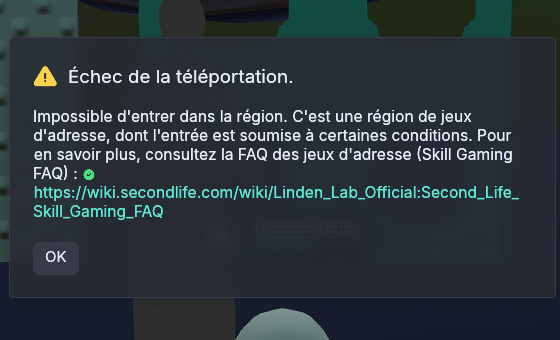 Échec de la téléportation.
Impossible d'entrer dans la région. C'est une région de jeux
d'adresse, dont l'entrée est soumise à certaines conditions. Pour
en savoir plus, consultez la FAQ des jeux d'adresse (Skill Gaming
FAQ) :
https://wiki.secondlife.com/wiki/Linden_Lab_Official:Second_Life_
Skill_Gaming_FAQ
OK